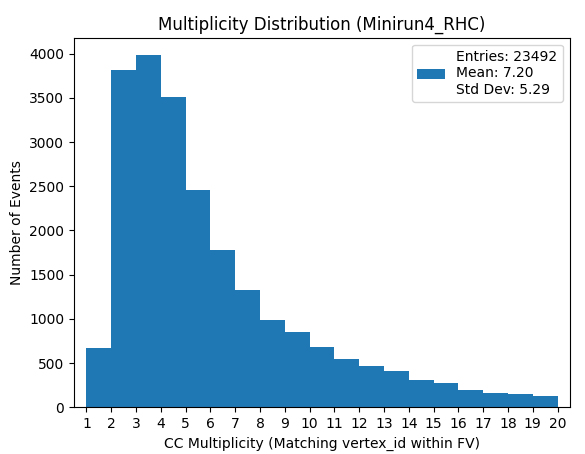 Multiplicity Distribution (Minirun4_RHC)
Entries: 23492
Mean: 7.20
Std Dev: 5.29
Number of Events
4000
3500
3000
2500
2000
1500
1000
500
0
1 2 3 4 5 6 7 8 9 10 11 12 13 14 15 16 17 18 19 20
CC Multiplicity (Matching vertex_id within FV)